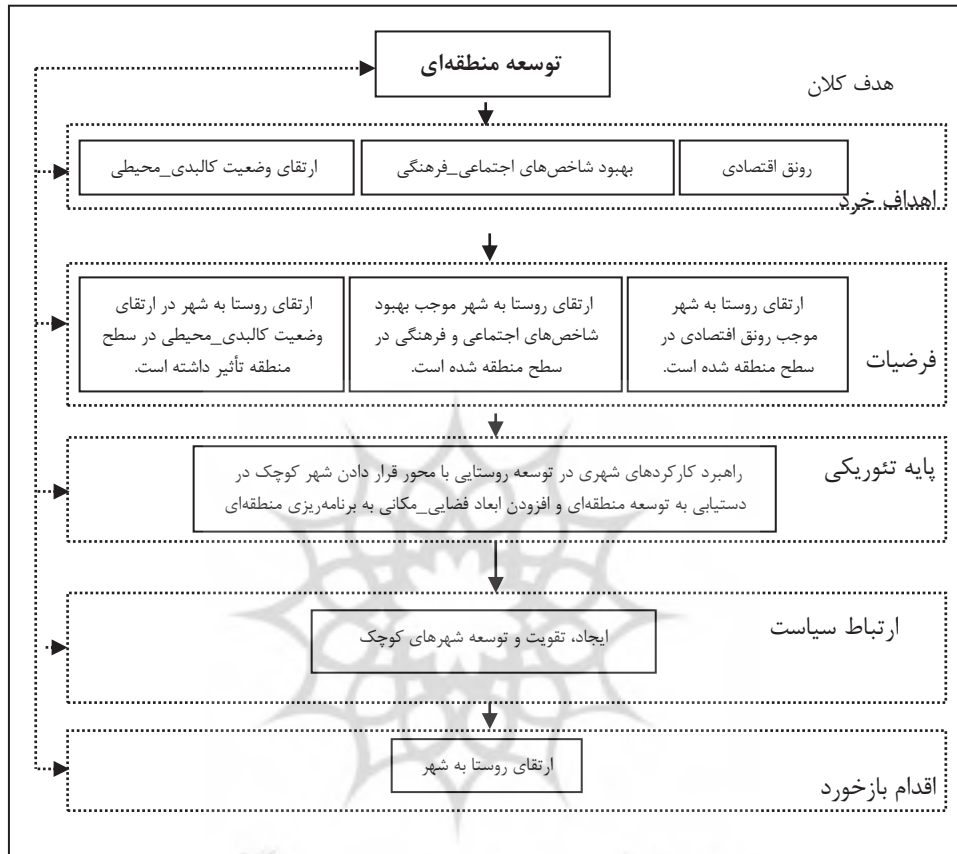 توسعه منطقه‌ای
هدف کلان
رونق اقتصادی
بهبود شاخص‌های اجتماعی_فرهنگی
ارتقای وضعیت کالبدی_محیطی
اهداف خرد
ارتقای روستا به شهر
موجب رونق اقتصادی در
سطح منطقه شده است.
ارتقای روستا به شهر موجب بهبود
شاخص‌های اجتماعی و فرهنگی در
سطح منطقه شده است.
ارتقای روستا به شهر در ارتقای
وضعیت کالبدی_محیطی در سطح
منطقه تأثیر داشته است.
فرضیات
پایه تئوریکی
راهبرد کارکردهای شهری در توسعه روستایی با محور قرار دادن شهر کوچک در
دستیابی به توسعه منطقه‌ای و افزودن ابعاد فضایی_مکانی به برنامه‌ریزی منطقه‌ای
ارتباط سیاست
ایجاد، تقویت و توسعه شهرهای کوچک
ارتقای روستا به شهر
اقدام بازخورد